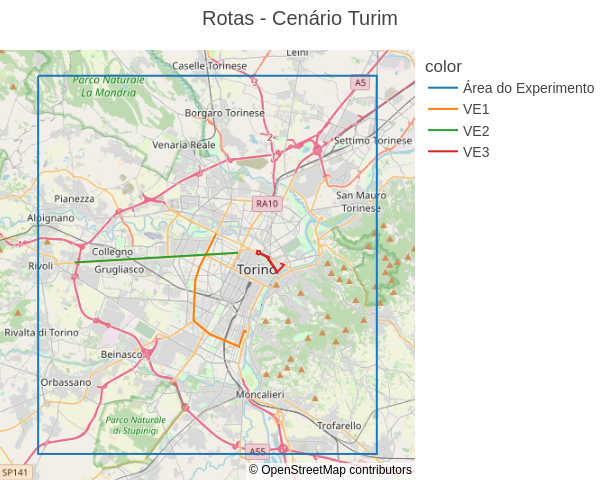 Rotas - Cenário Turim
Leini
Caselle Torinese
Parco Naturale
La Mandria
A5
Borgaro Torinese
2
Settimo Torinese
Venaria Reale
San Mauro
Torinese
Pianezza
RA10
Alpignano
Collegno
Rivoli
Grugliasco
Torino
Rivalta di Torino
Beinasco
Orbassano
Moncalieri
Parco Naturale
di Stupinigi
Trofarello
A55
SP141
© OpenStreetMap contributors
color
Área do Experimento
VE1
VE2
VE3